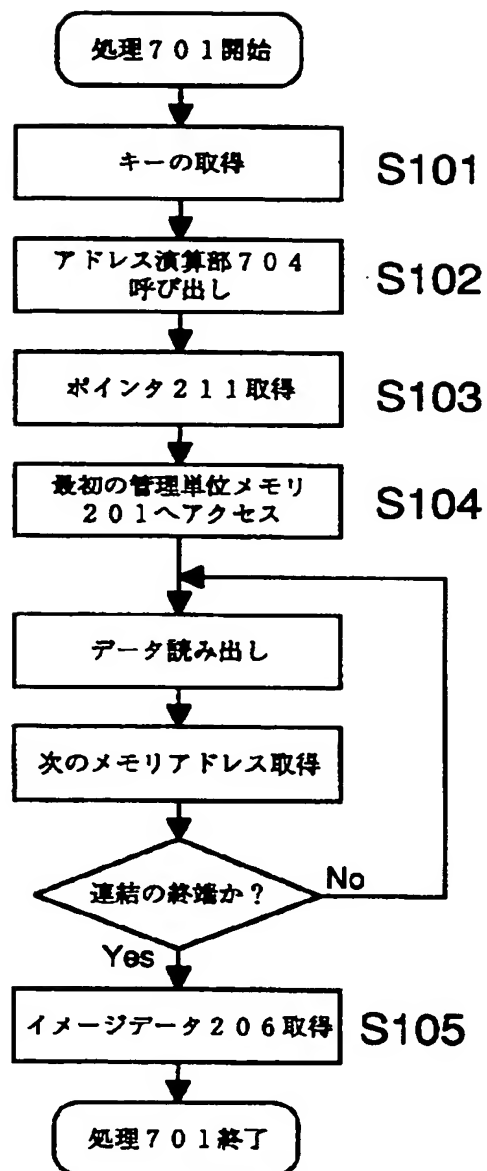 処理７０１開始
キーの取得
S101
アドレス演算部７０４
呼び出し
S102
ポインタ２１１取得
S103
最初の管理単位メモリ
２０１へアクセス
S104
データ読み出し
次のメモリアドレス取得
連結の終端か？
No
Yes
イメージデータ２０６取得
S105
処理７０１終了